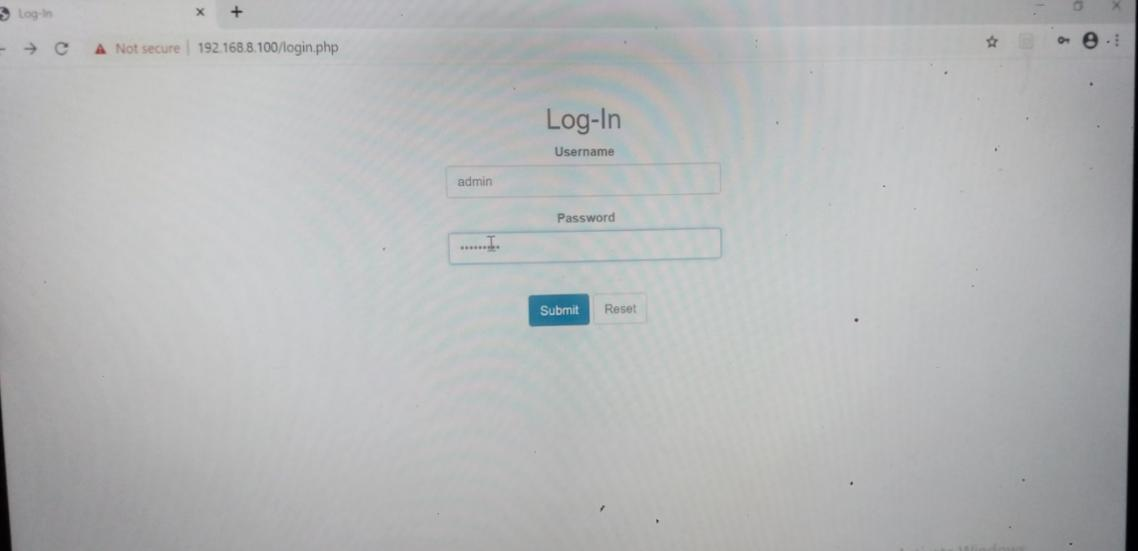 Log-In
Not secure 192.168.8.100/login.php
Log-In
Username
admin
Password
Submit Reset